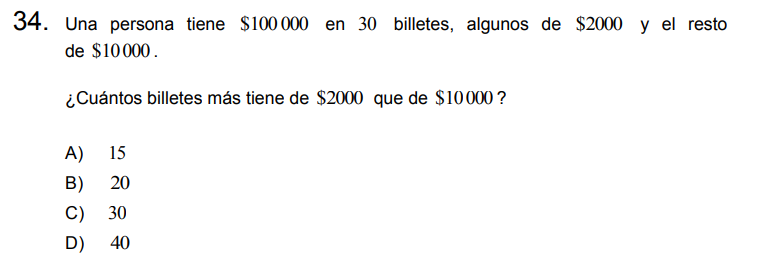 34. Una persona tiene $100 000 en 30 billetes, algunos de $2000 y el resto
de $10 000.
¿Cuántos billetes más tiene de $2000 que de $10 000?
A) 15
B) 20
C) 30
D) 40